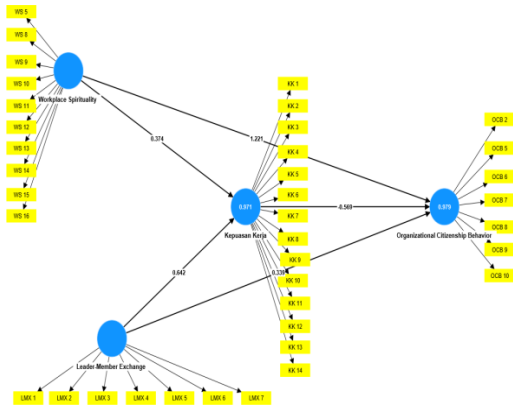 WS 5
WS 8
WS 9
WS 10
WS 11
WS 12
WS 13
WS 14
WS 15
WS 16
Workplace Spirituality
0.374
1.221
KK 1
KK 2
KK 3
KK 4
KK 5
KK 6
KK 7
KK 8
KK 9
KK 10
KK 11
KK 12
KK 13
KK 14
0.971
Kepuasan Kerja
-0.569
0.339
0.642
OCB 2
OCB 5
OCB 6
OCB 7
OCB 8
OCB 9
OCB 10
0.979
Organizational Citizenship Behavior
Leader-Member Exchange
LMX 1
LMX 2
LMX 3
LMX 4
LMX 5
LMX 6
LMX 7